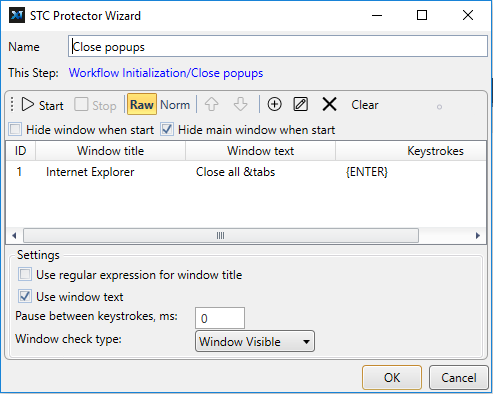 STC Protector Wizard
Name Close popups
This Step: Workflow Initialization/Close popups
Start Stop Raw Norm Clear
Hide window when start Hide main window when start
ID Window title Window text Keystrokes
1 Internet Explorer Close all &tabs {ENTER}
Settings
Use regular expression for window title
Use window text
Pause between keystrokes, ms: 0
Window check type: Window Visible
OK Cancel